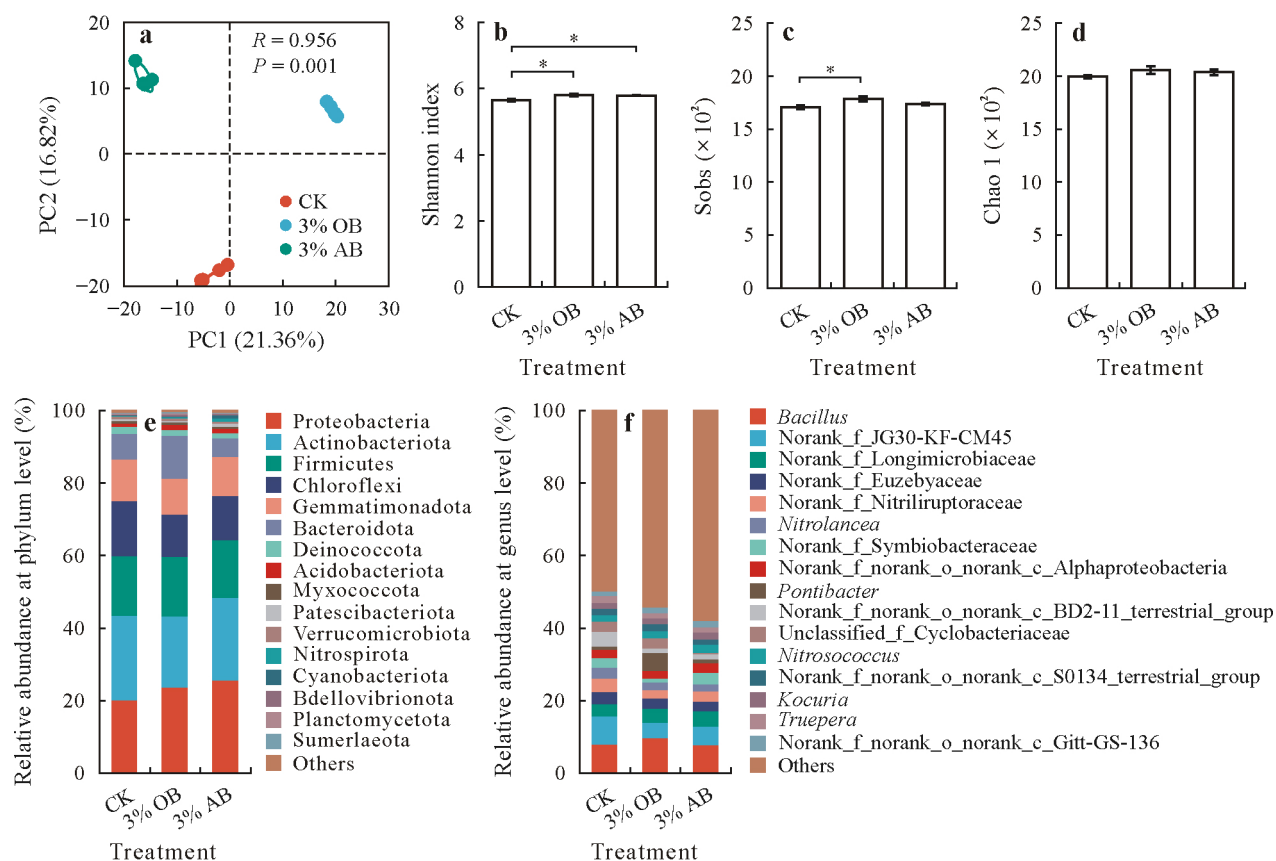 a
R = 0.956
P = 0.001
20
10
0
−10
−20
PC2 (16.82%)
CK
3% OB
3% AB
−20
−10
0
10
20
30
PC1 (21.36%)
b
*
*
8
6
4
2
0
Shannon index
CK
3% OB
3% AB
Treatment
c
*
25
20
15
10
5
0
Sobs (×10²)
CK
3% OB
3% AB
Treatment
d
25
20
15
10
5
0
Chao 1 (×10²)
CK
3% OB
3% AB
Treatment
e
100
80
60
40
20
0
Relative abundance at phylum level (%)
CK
3% OB
3% AB
Treatment
Proteobacteria
Actinobacteriota
Firmicutes
Chloroflexi
Gemmatimonadota
Bacteroidota
Deinococcota
Acidobacteriota
Myxococcota
Patescibacteriota
Verrucomicrobiota
Nitrospirota
Cyanobacteriota
Bdellovibrionota
Planctomycetota
Sumerlaeota
Others
f
100
80
60
40
20
0
Relative abundance at genus level (%)
CK
3% OB
3% AB
Treatment
Bacillus
Norank_f_JG30-KF-CM45
Norank_f_Longimicrobiaceae
Norank_f_Euzebyaceae
Norank_f_Nitriliruptoraceae
Nitrolancea
Norank_f_Symbiobacteraceae
Norank_f_norank_o_norank_c_Alphaproteobacteria
Pontibacter
Norank_f_norank_o_norank_c_BD2-11_terrestrial_group
Unclassified_f_Cyclobacteriaceae
Nitrosococcus
Norank_f_norank_o_norank_c_S0134_terrestrial_group
Kocuria
Truepera
Norank_f_norank_o_norank_c_Gitt-GS-136
Others